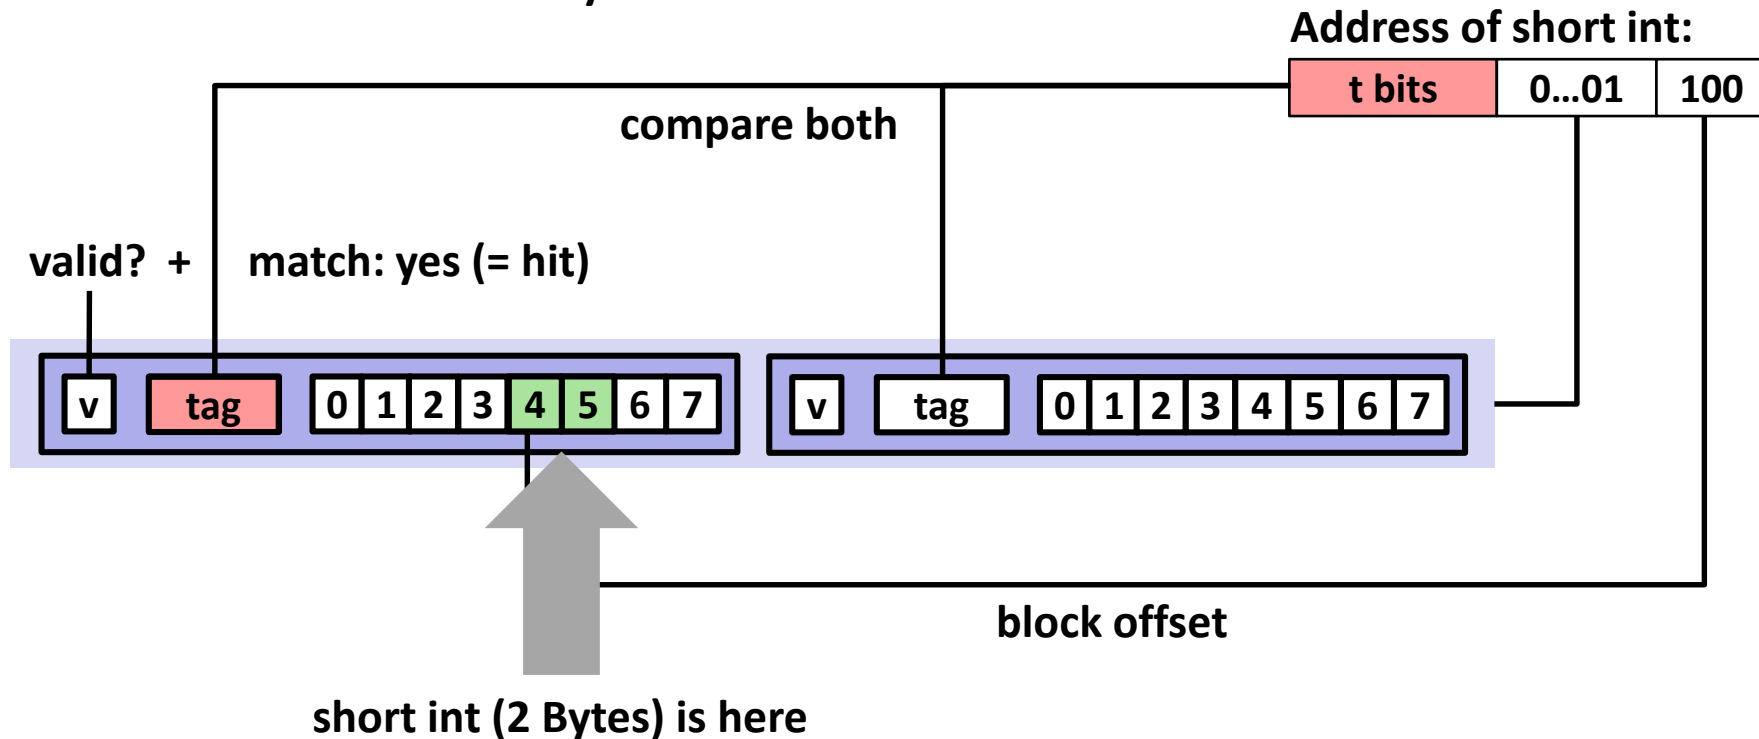 Address of short int:
t bits 0...01 100
compare both
valid? + match: yes (= hit)
v tag 0 1 2 3 4 5 6 7 v tag 0 1 2 3 4 5 6 7
block offset
short int (2 Bytes) is here